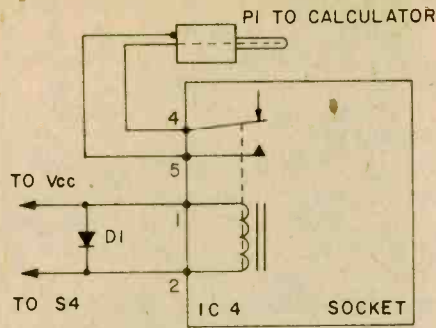 P1 TO CALCULATOR
4
5
TO Vcc
1
D1
2
TO S4
IC 4 SOCKET